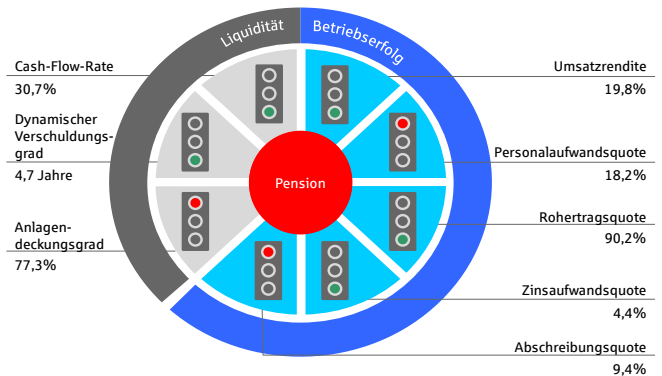 Liquidität
Betriebserfolg
Cash-Flow-Rate
30,7%
Dynamischer
Verschuldungs-
grad
4,7 Jahre
Anlagen-
deckungsgrad
77,3%
Pension
Umsatzrendite
19,8%
Personalaufwandsquote
18,2%
Rohertragsquote
90,2%
Zinsaufwandsquote
4,4%
Abschreibungsquote
9,4%